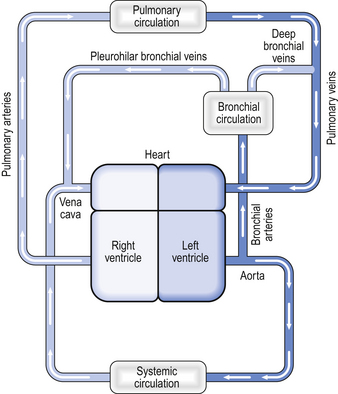 Pulmonary
circulation
Deep
bronchial
veins
Pleurohilar bronchial veins
Pulmonary arteries
Pulmonary veins
Bronchial
circulation
Heart
Vena
cava
Bronchial
arteries
Right
ventricle
Left
ventricle
Aorta
Systemic
circulation